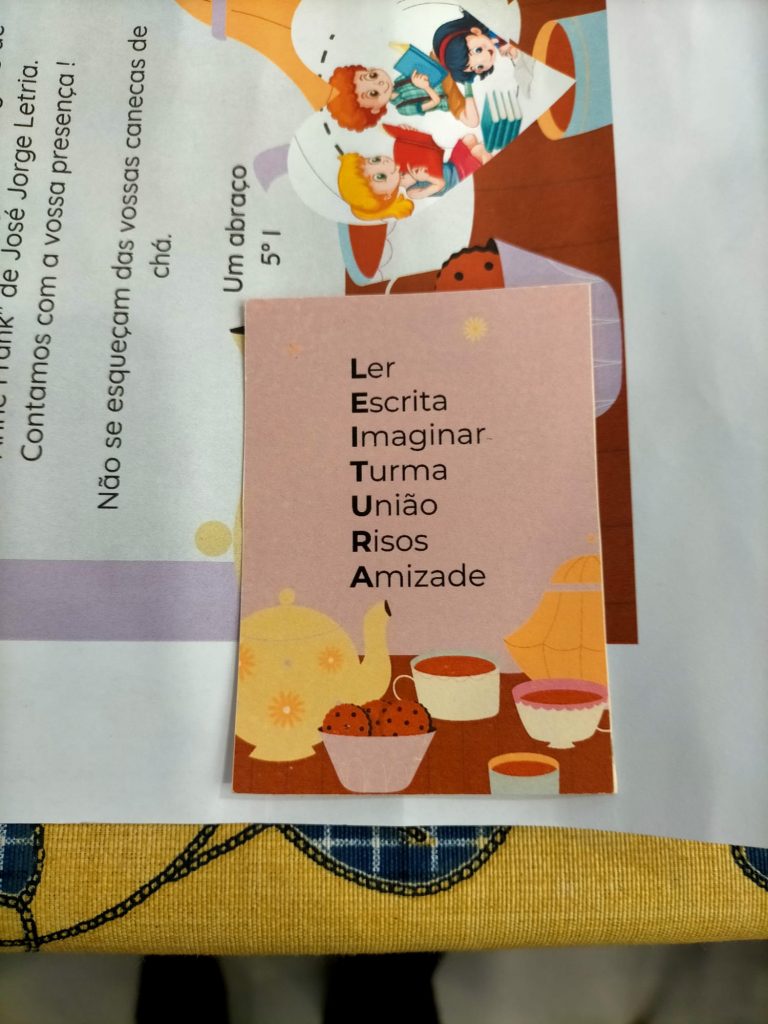 Frank" de José Jorge Letria.
Contamos com a vossa presença !
Não se esqueçam das vossas canecas de
chá.
Um abraço
5º I
Ler
Escrita
Imaginar
Turma
União
Risos
Amizade